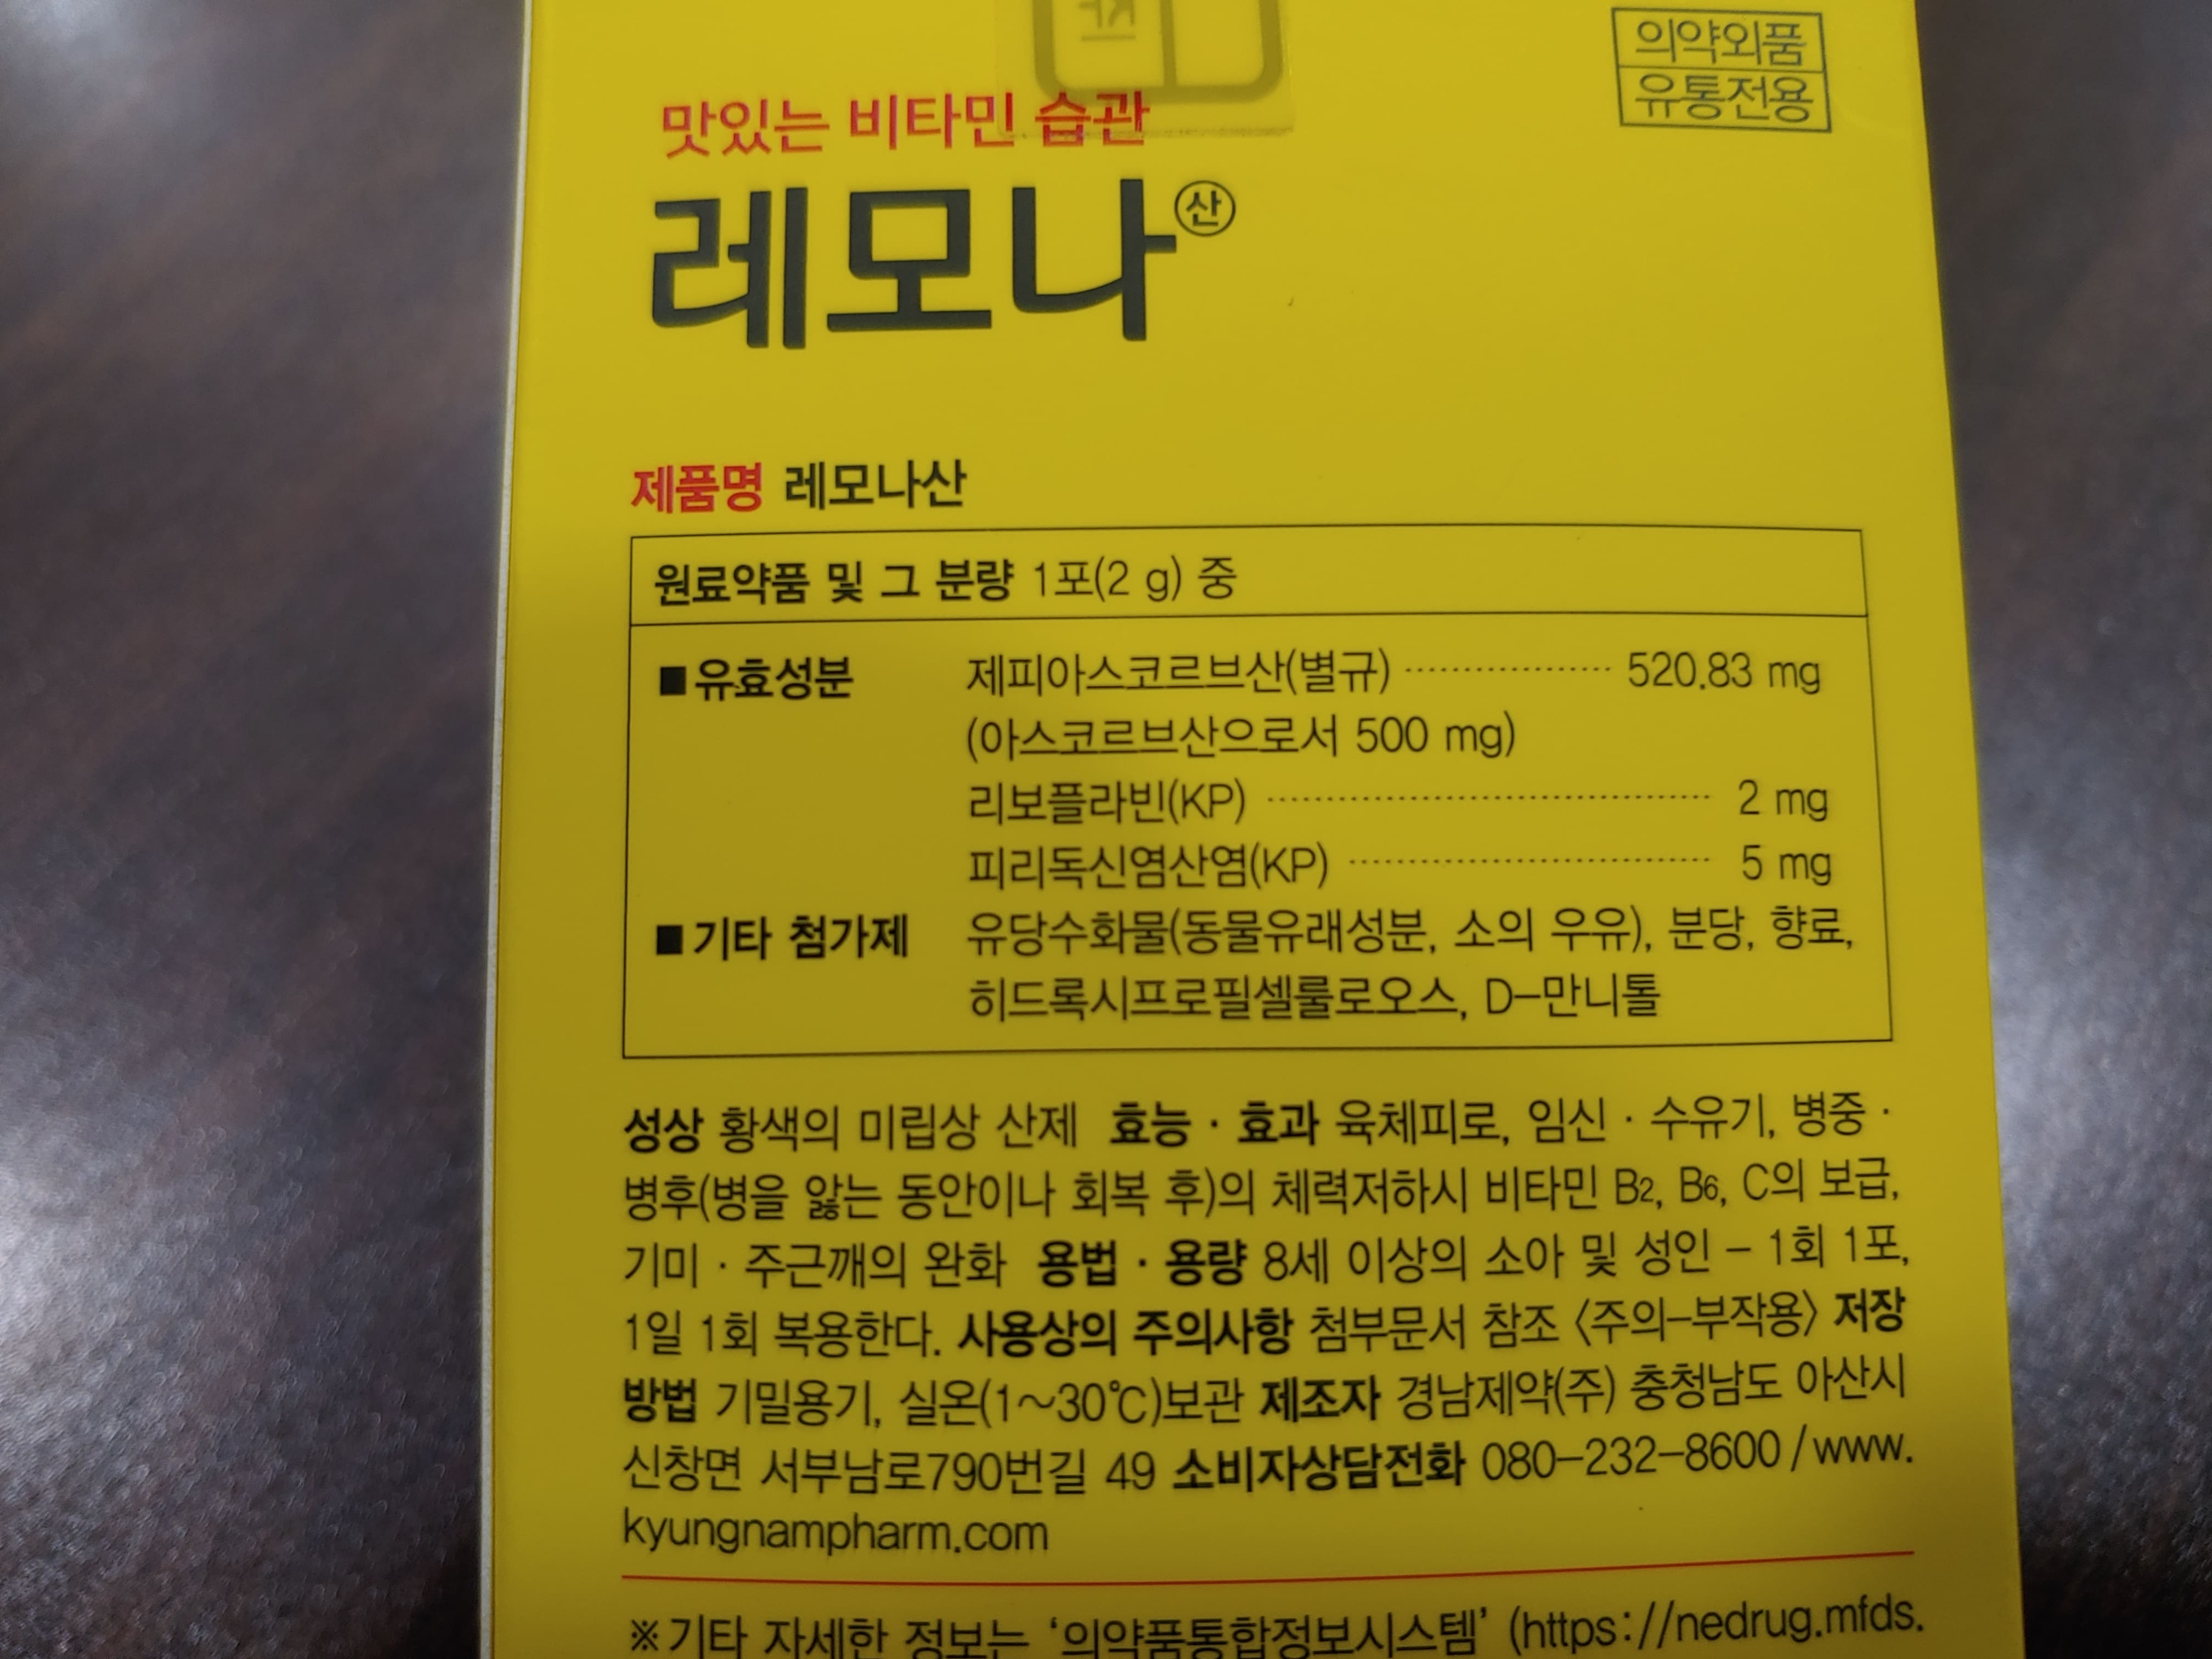 의약외품
유통전용
맛있는 비타민 습관
레모나 산
제품명 레모나산
원료약품 및 그 분량 1포(2 g) 중
■ 유효성분 제피아스코르브산(별규) 520.83 mg
(아스코르브산으로서 500 mg)
리보플라빈(KP) 2 mg
피리독신염산염(KP) 5 mg
■ 기타 첨가제 유당수화물(동물유래성분, 소의 우유), 분당, 향료,
히드록시프로필셀룰로오스, D-만니톨
성상 황색의 미립상 산제 효능·효과 육체피로, 임신·수유기, 병중·
병후(병을 앓는 동안이나 회복 후)의 체력저하시 비타민 B2, B6, C의 보급,
기미·주근깨의 완화 용법·용량 8세 이상의 소아 및 성인 - 1회 1포,
1일 1회 복용한다. 사용상의 주의사항 첨부문서 참조 〈주의-부작용〉 저장
방법 기밀용기, 실온(1~30℃)보관 제조자 경남제약(주) 충청남도 아산시
신창면 서부남로790번길 49 소비자상담전화 080-232-8600 / www.
kyungnampharm.com
※기타 자세한 정보는 '의약품통합정보시스템' (https://nedrug.mfds.